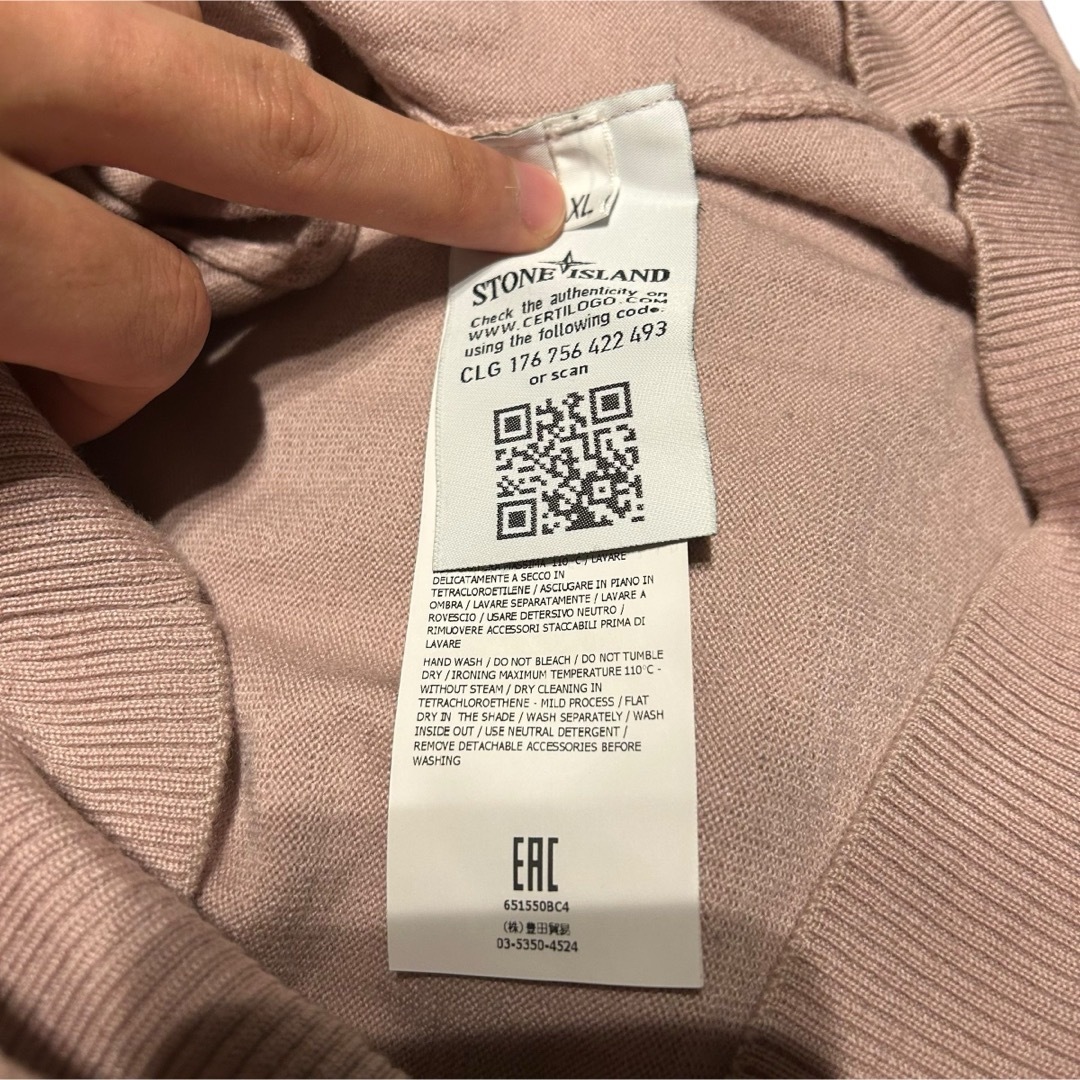 XL
STONE ISLAND
Check the authenticity on
WWW.CERTILOGO.COM
using the following code:
CLG 176 756 422 493
or scan
MASSIMA 110°C / LAVARE
DELICATAMENTE A SECCO IN
TETRACLOROETILENE / ASCIUGARE IN PIANO IN
OMBRA / LAVARE SEPARATAMENTE / LAVARE A
ROVESCIO / USARE DETERSIVO NEUTRO /
RIMUOVERE ACCESSORI STACCABILI PRIMA DI
LAVARE
HAND WASH / DO NOT BLEACH / DO NOT TUMBLE
DRY / IRONING MAXIMUM TEMPERATURE 110°C -
WITHOUT STEAM / DRY CLEANING IN
TETRACHLOROETHENE - MILD PROCESS / FLAT
DRY IN THE SHADE / WASH SEPARATELY / WASH
INSIDE OUT / USE NEUTRAL DETERGENT /
REMOVE DETACHABLE ACCESSORIES BEFORE
WASHING
EAC
651550BC4
(株)豊田貿易
03-5350-4524